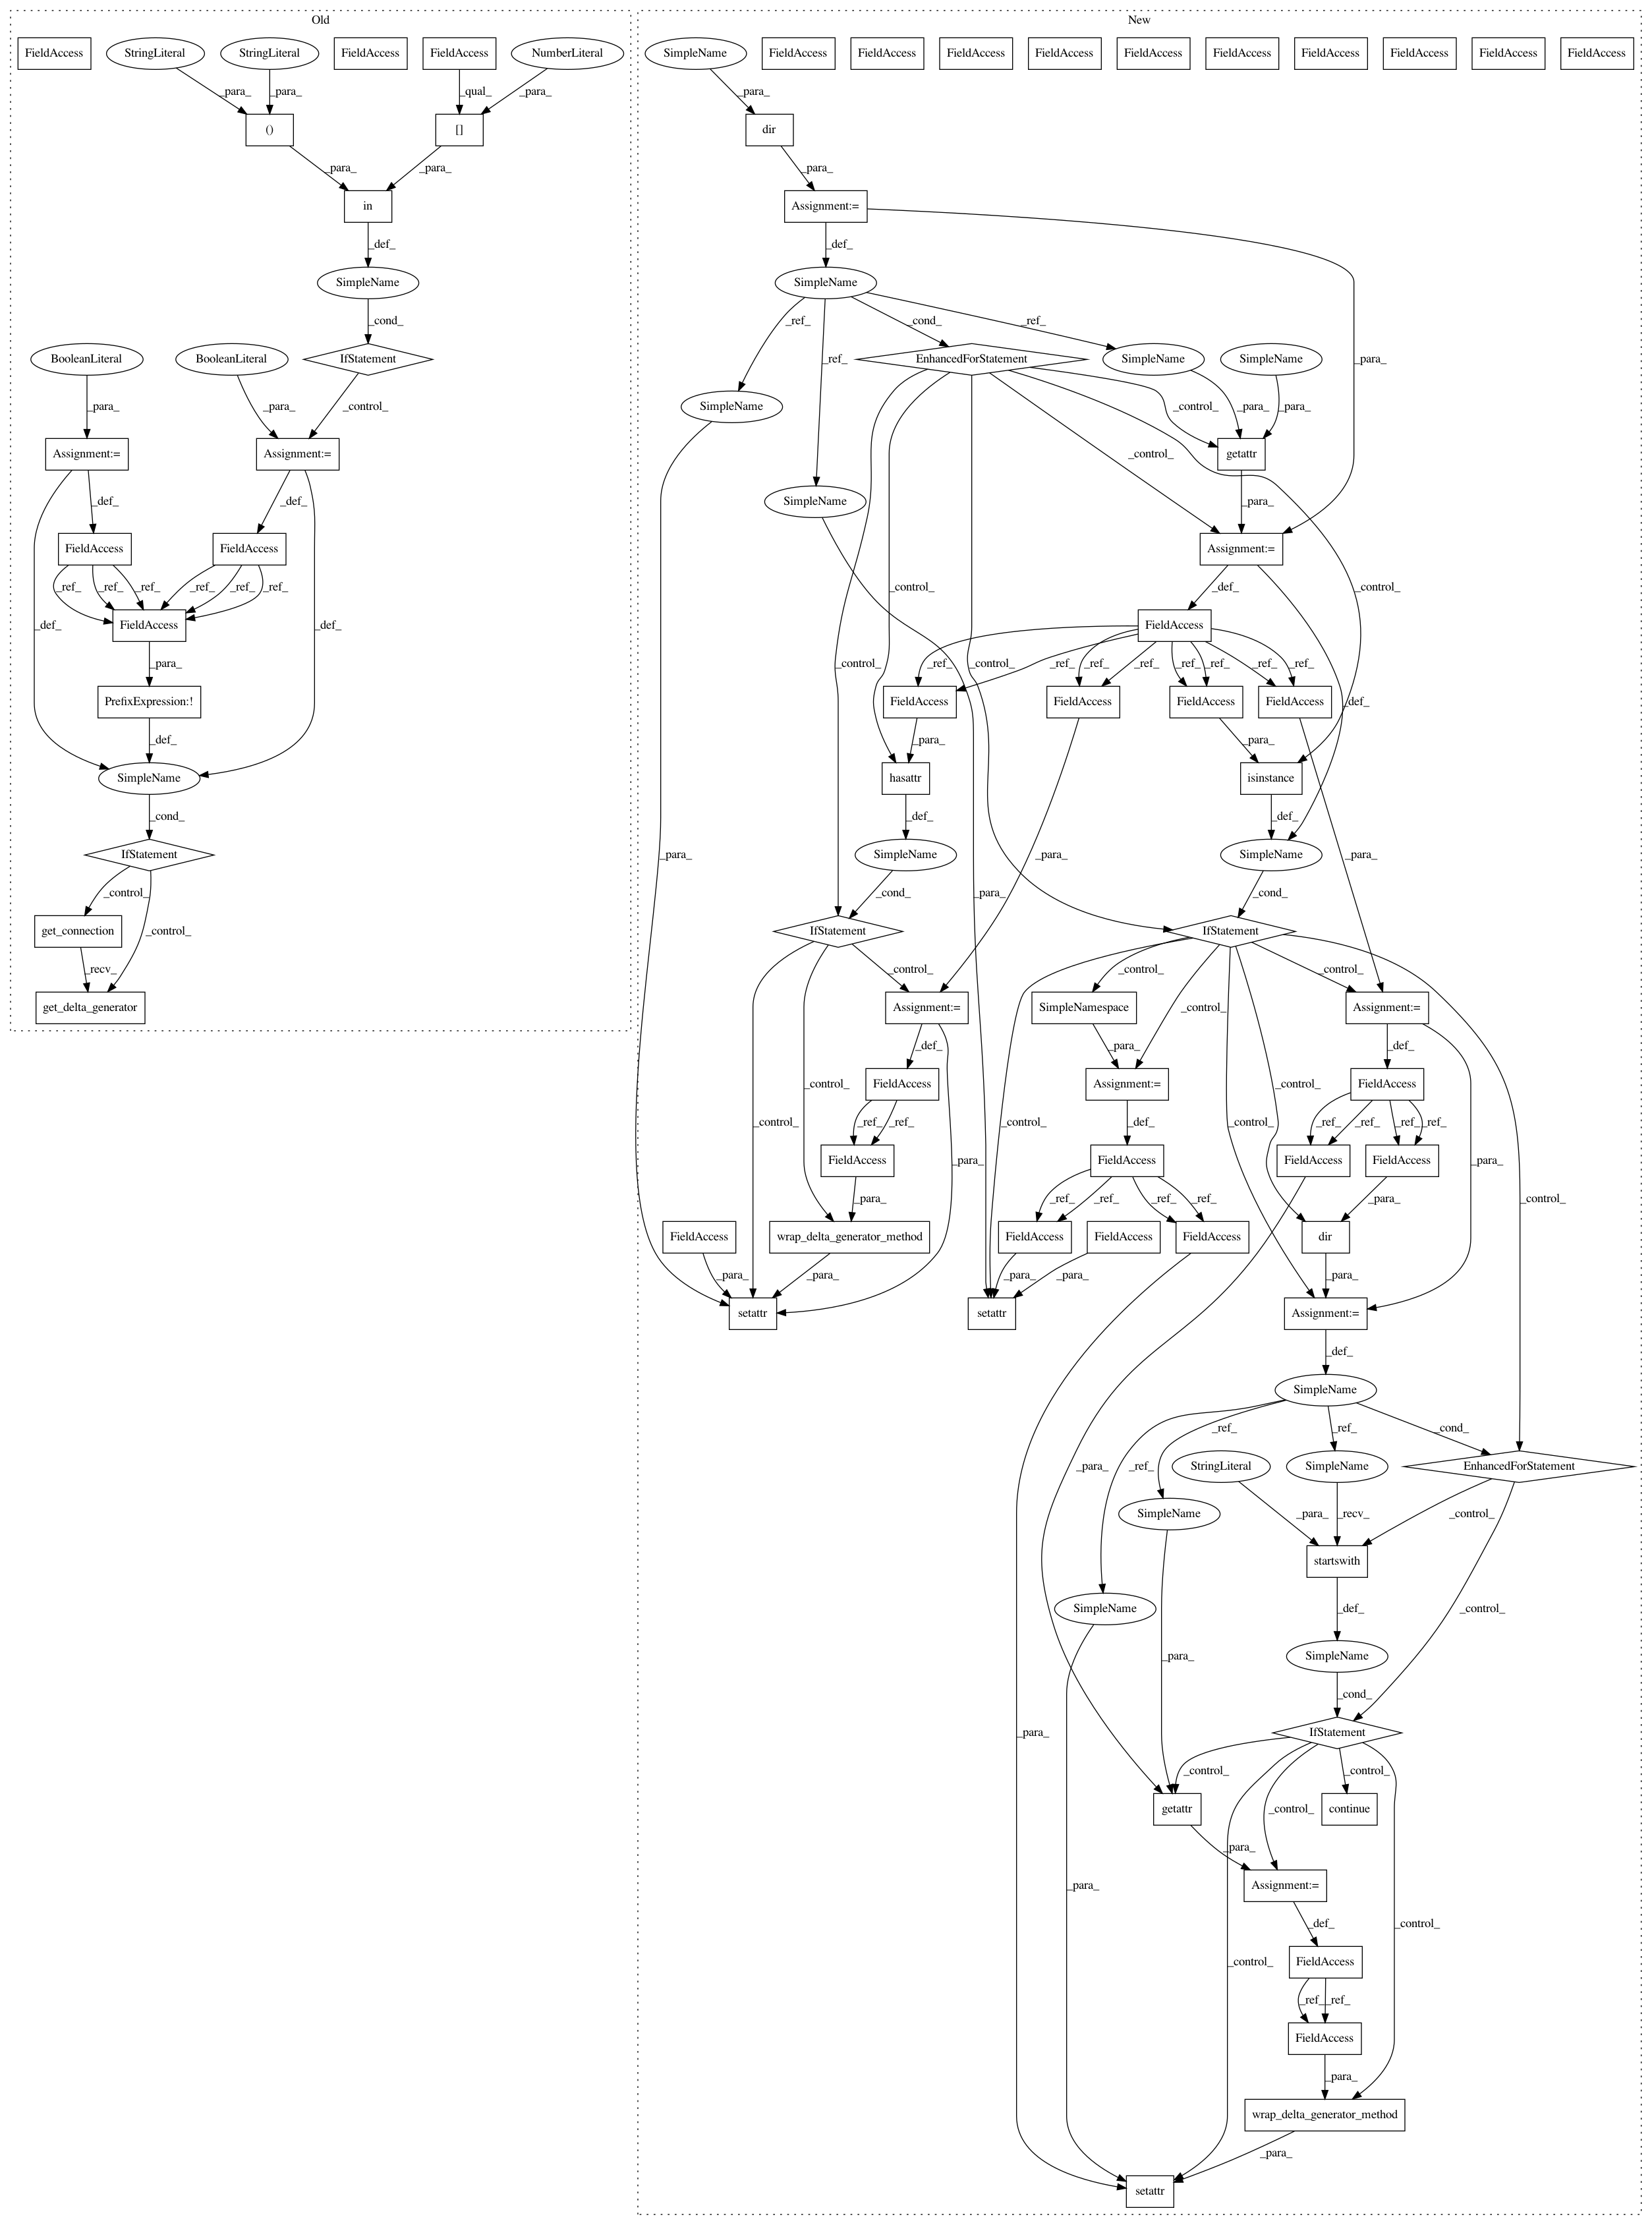 Old
New
FieldAccess
StringLiteral
StringLiteral
FieldAccess
FieldAccess
NumberLiteral
_para_
_para_
_qual_
_para_
()
[]
_para_
_para_
in
_def_
SimpleName
_cond_
BooleanLiteral
BooleanLiteral
IfStatement
_para_
_para_
_control_
Assignment:=
Assignment:=
_def_
_def_
FieldAccess
FieldAccess
_ref_
_ref_
_ref_
_ref_
_ref_
_ref_
_def_
FieldAccess
_def_
_para_
PrefixExpression:!
_def_
SimpleName
_cond_
IfStatement
_control_
get_connection
_control_
_recv_
get_delta_generator
SimpleName
FieldAccess
FieldAccess
FieldAccess
FieldAccess
FieldAccess
FieldAccess
FieldAccess
FieldAccess
FieldAccess
FieldAccess
_para_
dir
_para_
Assignment:=
_def_
SimpleName
_ref_
_ref_
_cond_
_ref_
_para_
EnhancedForStatement
SimpleName
SimpleName
SimpleName
_control_
_para_
_para_
SimpleName
_control_
getattr
_para_
Assignment:=
_control_
_control_
_def_
FieldAccess
_control_
_control_
_ref_
_ref_
_ref_
_ref_
_ref_
_ref_
_ref_
_ref_
FieldAccess
FieldAccess
FieldAccess
FieldAccess
_def_
_para_
_para_
hasattr
isinstance
_def_
_def_
_para_
_para_
_para_
_para_
SimpleName
SimpleName
_cond_
_cond_
IfStatement
IfStatement
_control_
_control_
_control_
Assignment:=
SimpleNamespace
_control_
Assignment:=
_def_
_para_
_def_
_control_
FieldAccess
Assignment:=
_control_
FieldAccess
_control_
_ref_
_ref_
_control_
_def_
_control_
_ref_
_ref_
_ref_
_ref_
FieldAccess
_para_
FieldAccess
FieldAccess
FieldAccess
_para_
_para_
_ref_
_ref_
_ref_
_ref_
_para_
_control_
FieldAccess
wrap_delta_generator_method
FieldAccess
FieldAccess
FieldAccess
dir
_para_
_para_
_para_
_para_
_para_
setattr
setattr
Assignment:=
_def_
SimpleName
_ref_
_ref_
_ref_
_cond_
StringLiteral
SimpleName
EnhancedForStatement
_para_
SimpleName
_para_
_recv_
_control_
startswith
SimpleName
_def_
_control_
SimpleName
_para_
_cond_
_para_
IfStatement
_control_
_control_
getattr
_control_
continue
_para_
_para_
Assignment:=
_control_
_def_
_control_
FieldAccess
_ref_
_ref_
FieldAccess
_para_
wrap_delta_generator_method
_para_
setattr